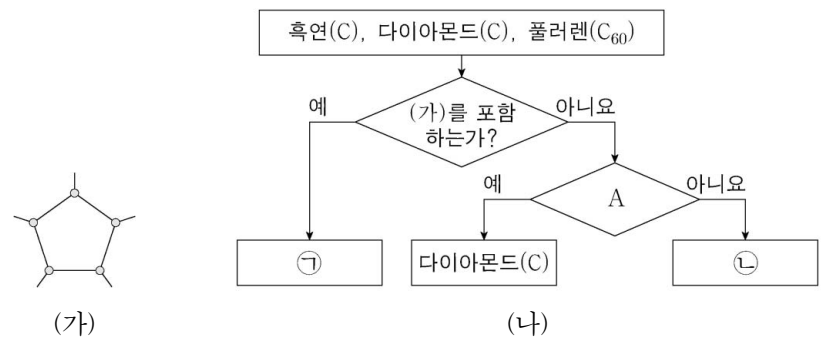 흑연(C), 다이아몬드(C), 풀러렌(C₆₀)
예
(가)를 포함
하는가?
아니요
예
A
아니요
㉠
다이아몬드(C)
㉡
(가)
(나)